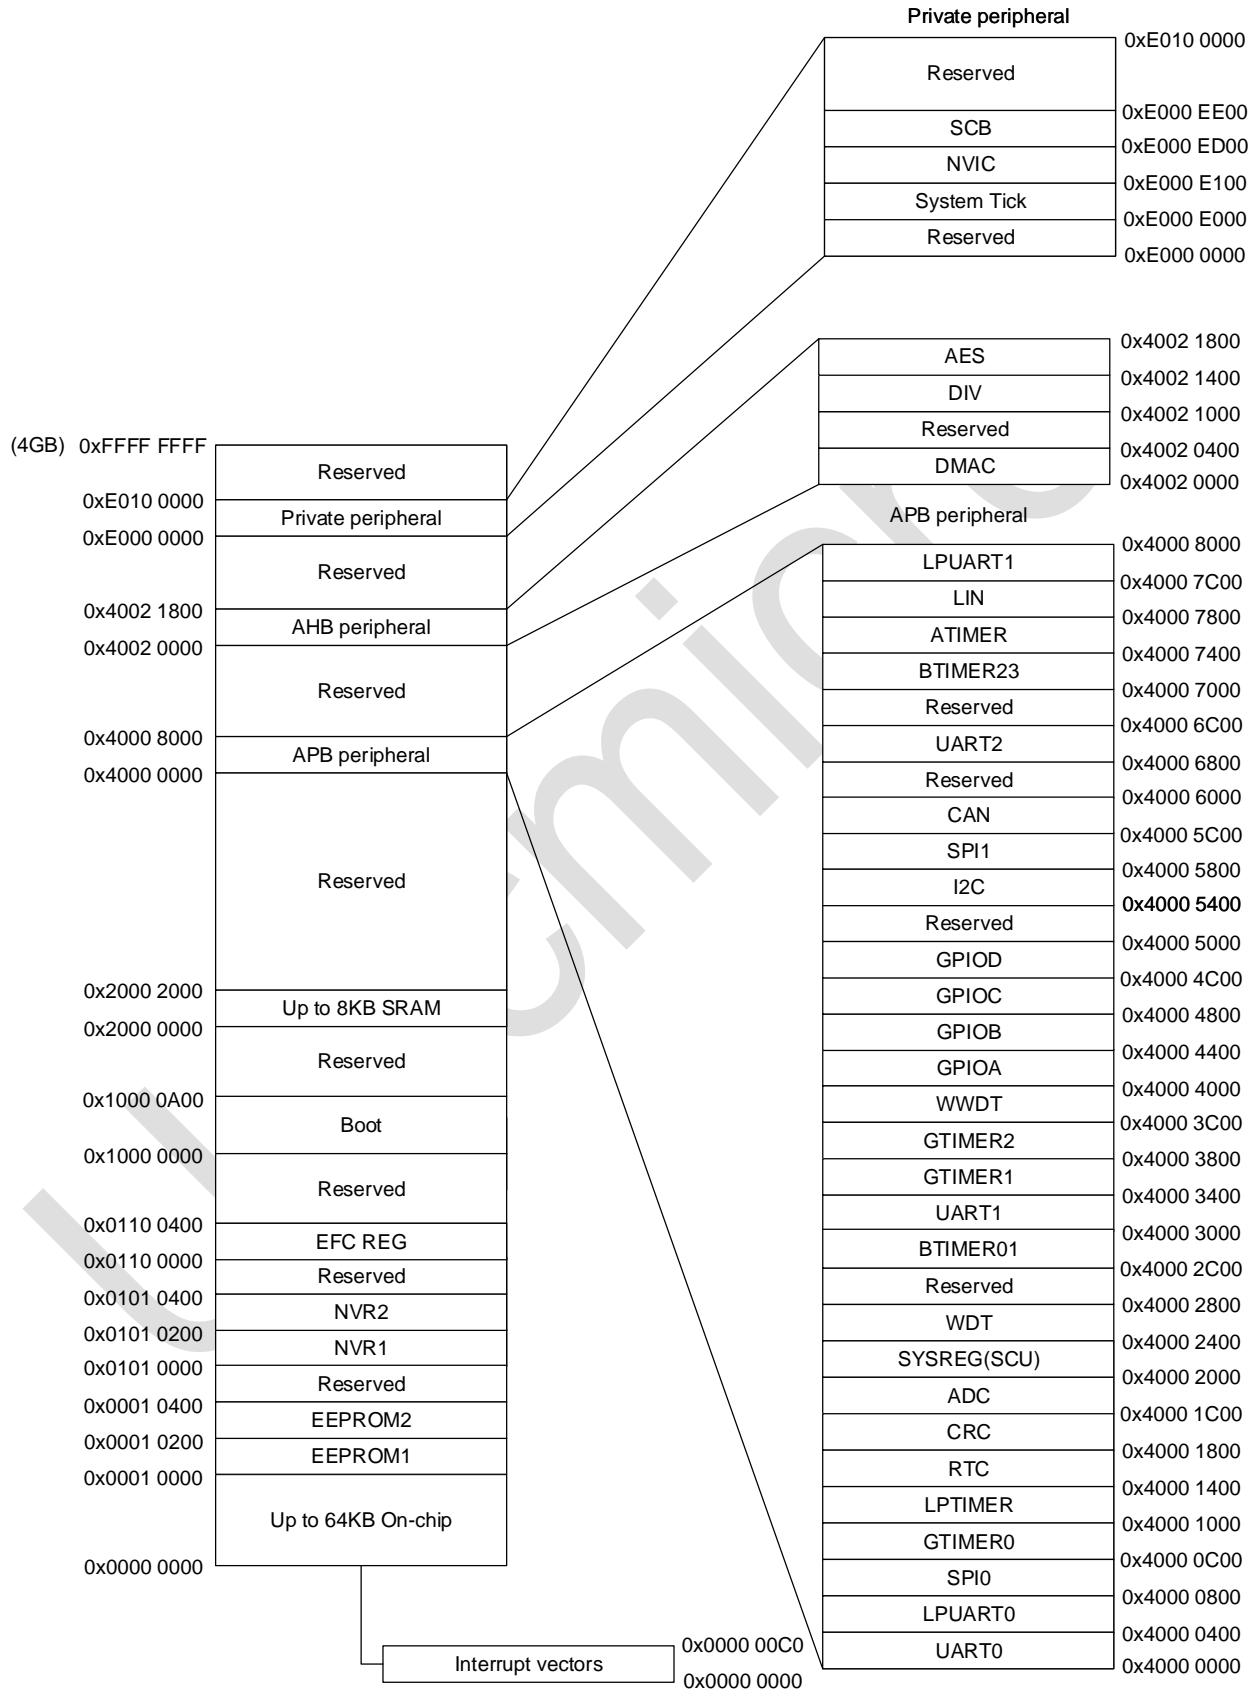 Private peripheral
0xE010 0000
Reserved
0xE000 EE00
SCB
0xE000 ED00
NVIC
0xE000 E100
System Tick
0xE000 E000
Reserved
0xE000 0000
0x4002 1800
AES
0x4002 1400
DIV
0x4002 1000
Reserved
0x4002 0400
DMAC
0x4002 0000
APB peripheral
0x4000 8000
LPUART1
0x4000 7C00
LIN
0x4000 7800
ATIMER
0x4000 7400
BTIMER23
0x4000 7000
Reserved
0x4000 6C00
UART2
0x4000 6800
Reserved
0x4000 6000
CAN
0x4000 5C00
SPI1
0x4000 5800
I2C
0x4000 5400
Reserved
0x4000 5000
GPIOD
0x4000 4C00
GPIOC
0x4000 4800
GPIOB
0x4000 4400
GPIOA
0x4000 4000
WWDT
0x4000 3C00
GTIMER2
0x4000 3800
GTIMER1
0x4000 3400
UART1
0x4000 3000
BTIMER01
0x4000 2C00
Reserved
0x4000 2800
WDT
0x4000 2400
SYSREG(SCU)
0x4000 2000
ADC
0x4000 1C00
CRC
0x4000 1800
RTC
0x4000 1400
LPTIMER
0x4000 1000
GTIMER0
0x4000 0C00
SPI0
0x4000 0800
LPUART0
0x4000 0400
UART0
0x4000 0000
(4GB) 0xFFFF FFFF
Reserved
0xE010 0000
Private peripheral
0xE000 0000
Reserved
0x4002 1800
AHB peripheral
0x4002 0000
Reserved
0x4000 8000
APB peripheral
0x4000 0000
Reserved
0x2000 2000
Up to 8KB SRAM
0x2000 0000
Reserved
0x1000 0A00
Boot
0x1000 0000
Reserved
0x0110 0400
EFC REG
0x0110 0000
Reserved
0x0101 0400
NVR2
0x0101 0200
NVR1
0x0101 0000
Reserved
0x0001 0400
EEPROM2
0x0001 0200
EEPROM1
0x0001 0000
Up to 64KB On-chip
0x0000 0000
0x0000 00C0
Interrupt vectors
0x0000 0000